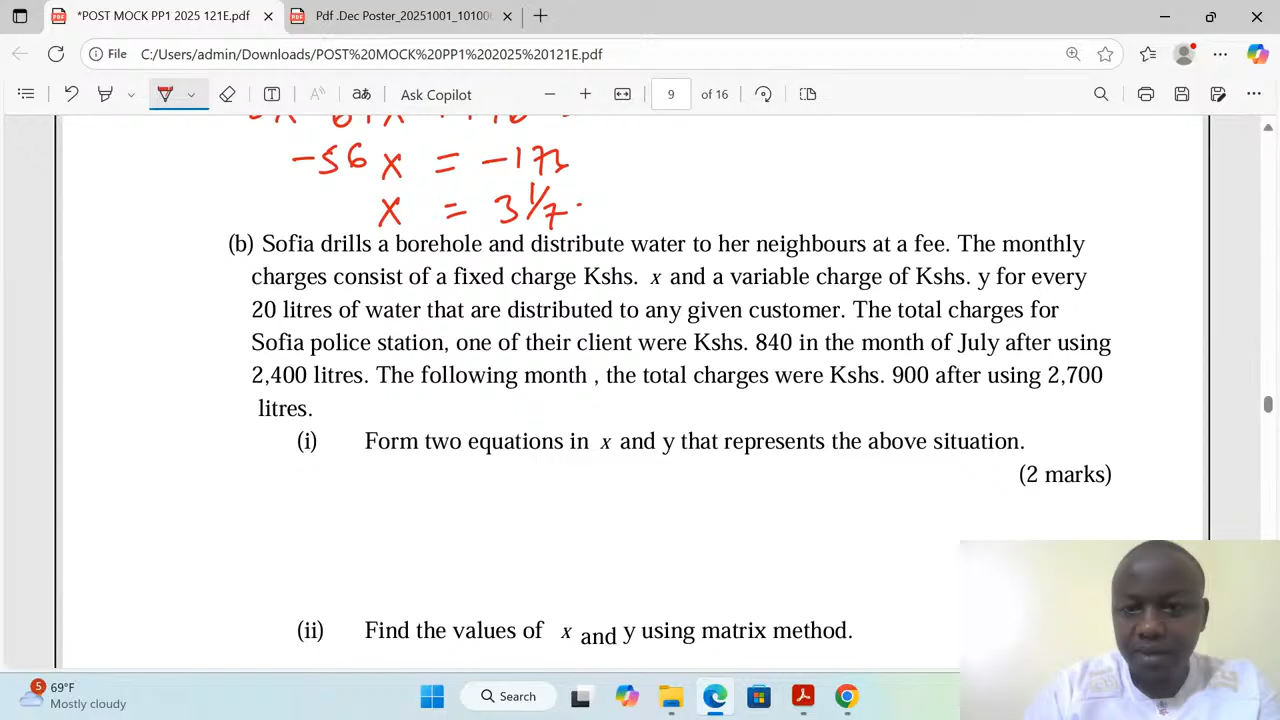 *POST MOCK PP1 2025 121E.pdf
Pdf .Dec Poster_20251001_10100
File C:/Users/admin/Downloads/POST%20MOCK%20PP1%202025%20121E.pdf
Ask Copilot 9 of 16
-56 x = -173
x = 3 1/7.
(b) Sofia drills a borehole and distribute water to her neighbours at a fee. The monthly
charges consist of a fixed charge Kshs. x and a variable charge of Kshs. y for every
20 litres of water that are distributed to any given customer. The total charges for
Sofia police station, one of their client were Kshs. 840 in the month of July after using
2,400 litres. The following month , the total charges were Kshs. 900 after using 2,700
litres.
(i) Form two equations in x and y that represents the above situation.
(2 marks)
(ii) Find the values of x and y using matrix method.
5
69°F
Mostly cloudy
Search